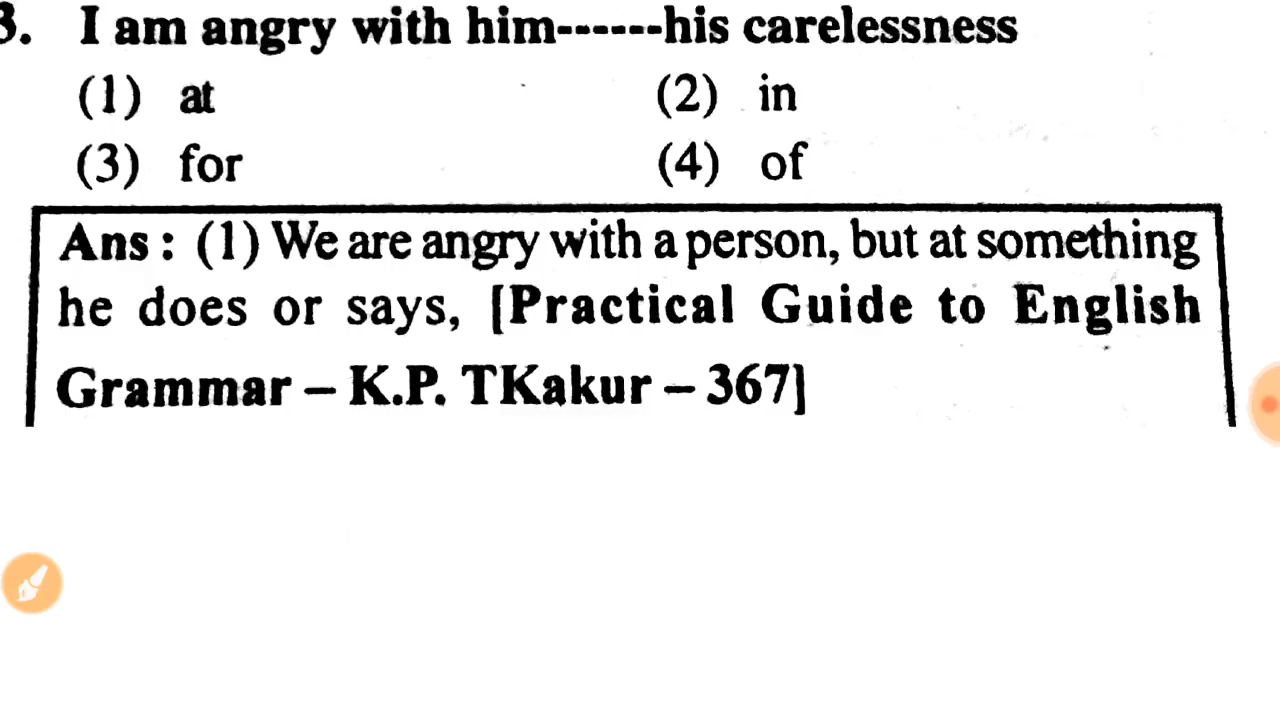 3. I am angry with him------his carelessness
(1) at (2) in
(3) for (4) of
Ans : (1) We are angry with a person, but at something
he does or says, [Practical Guide to English
Grammar – K.P. TKakur – 367]